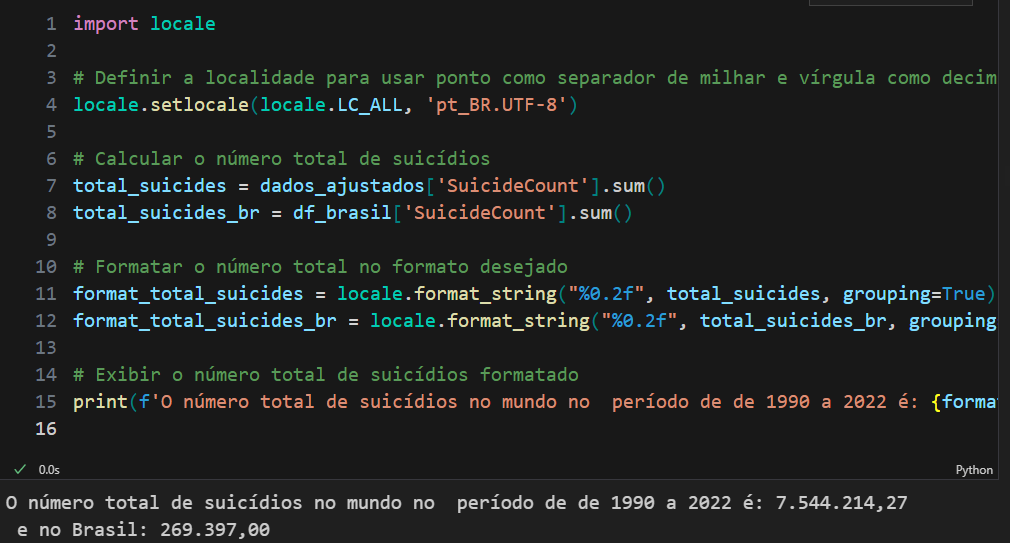 1 import locale
2
3 # Definir a localidade para usar ponto como separador de milhar e vírgula como decim
4 locale.setlocale(locale.LC_ALL, 'pt_BR.UTF-8')
5
6 # Calcular o número total de suicídios
7 total_suicides = dados_ajustados['SuicideCount'].sum()
8 total_suicides_br = df_brasil['SuicideCount'].sum()
9
10 # Formatar o número total no formato desejado
11 format_total_suicides = locale.format_string("%0.2f", total_suicides, grouping=True)
12 format_total_suicides_br = locale.format_string("%0.2f", total_suicides_br, grouping
13
14 # Exibir o número total de suicídios formatado
15 print(f'O número total de suicídios no mundo no  período de de 1990 a 2022 é: {forma
16
0.0s Python
O número total de suicídios no mundo no  período de de 1990 a 2022 é: 7.544.214,27
e no Brasil: 269.397,00